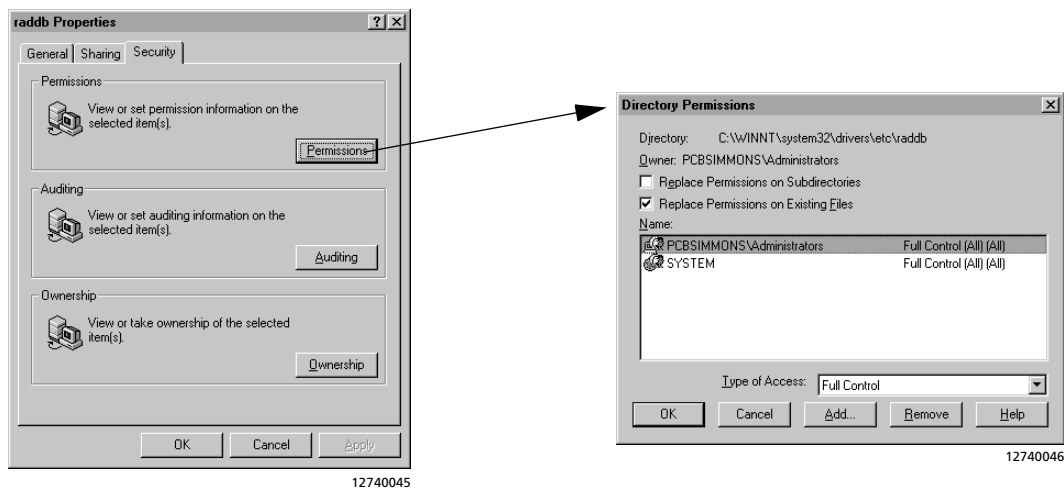 raddb Properties
General Sharing Security
Permissions
View or set permission information on the
selected item(s).
Permissions
Auditing
View or set auditing information on the
selected item(s).
Auditing
Ownership
View or take ownership of the selected
item(s).
Ownership
OK Cancel Apply
12740045
Directory Permissions
Directory: C:\WINNT\system32\drivers\etc\raddb
Owner: PCBSIMMONS\Administrators
Replace Permissions on Subdirectories
Replace Permissions on Existing Files
Name:
PCBSIMMONS\Administrators Full Control (All) (All)
SYSTEM Full Control (All) (All)
Type of Access: Full Control
OK Cancel Add... Remove Help
12740046